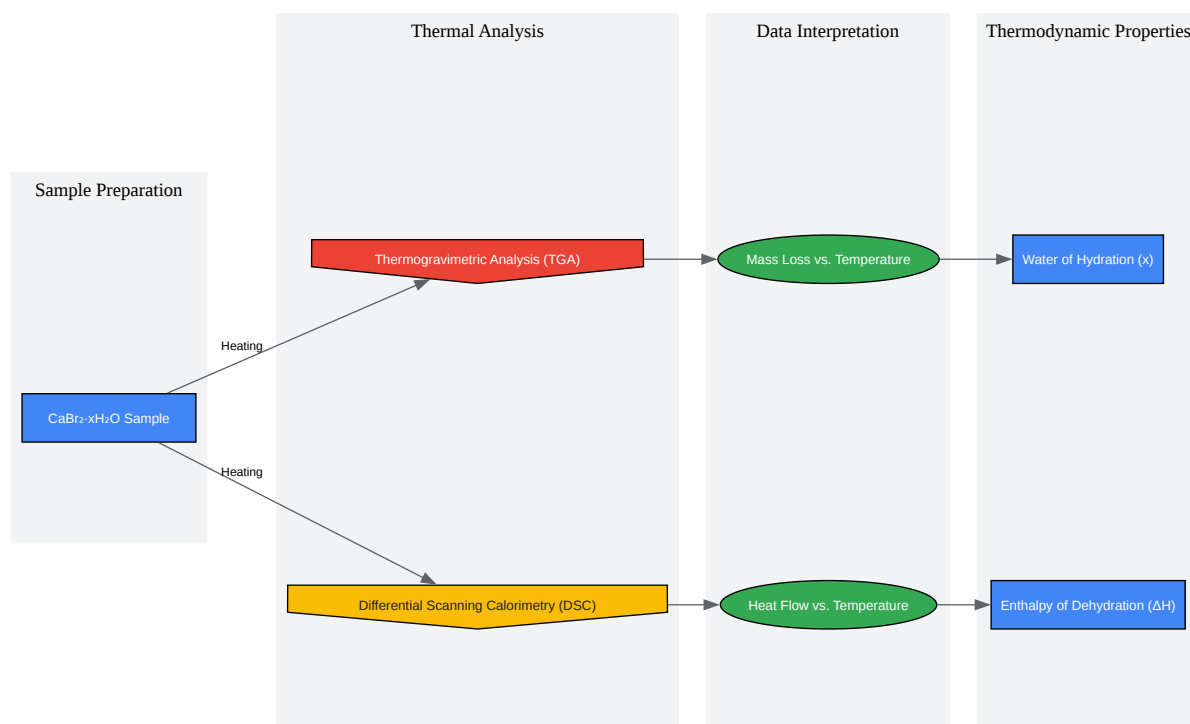 Thermal Analysis
Data Interpretation
Thermodynamic Properties
Sample Preparation
Thermogravimetric Analysis (TGA)
Mass Loss vs. Temperature
Water of Hydration (x)
Heating
CaBr₂·xH₂O Sample
Heating
Differential Scanning Calorimetry (DSC)
Heat Flow vs. Temperature
Enthalpy of Dehydration (ΔH)